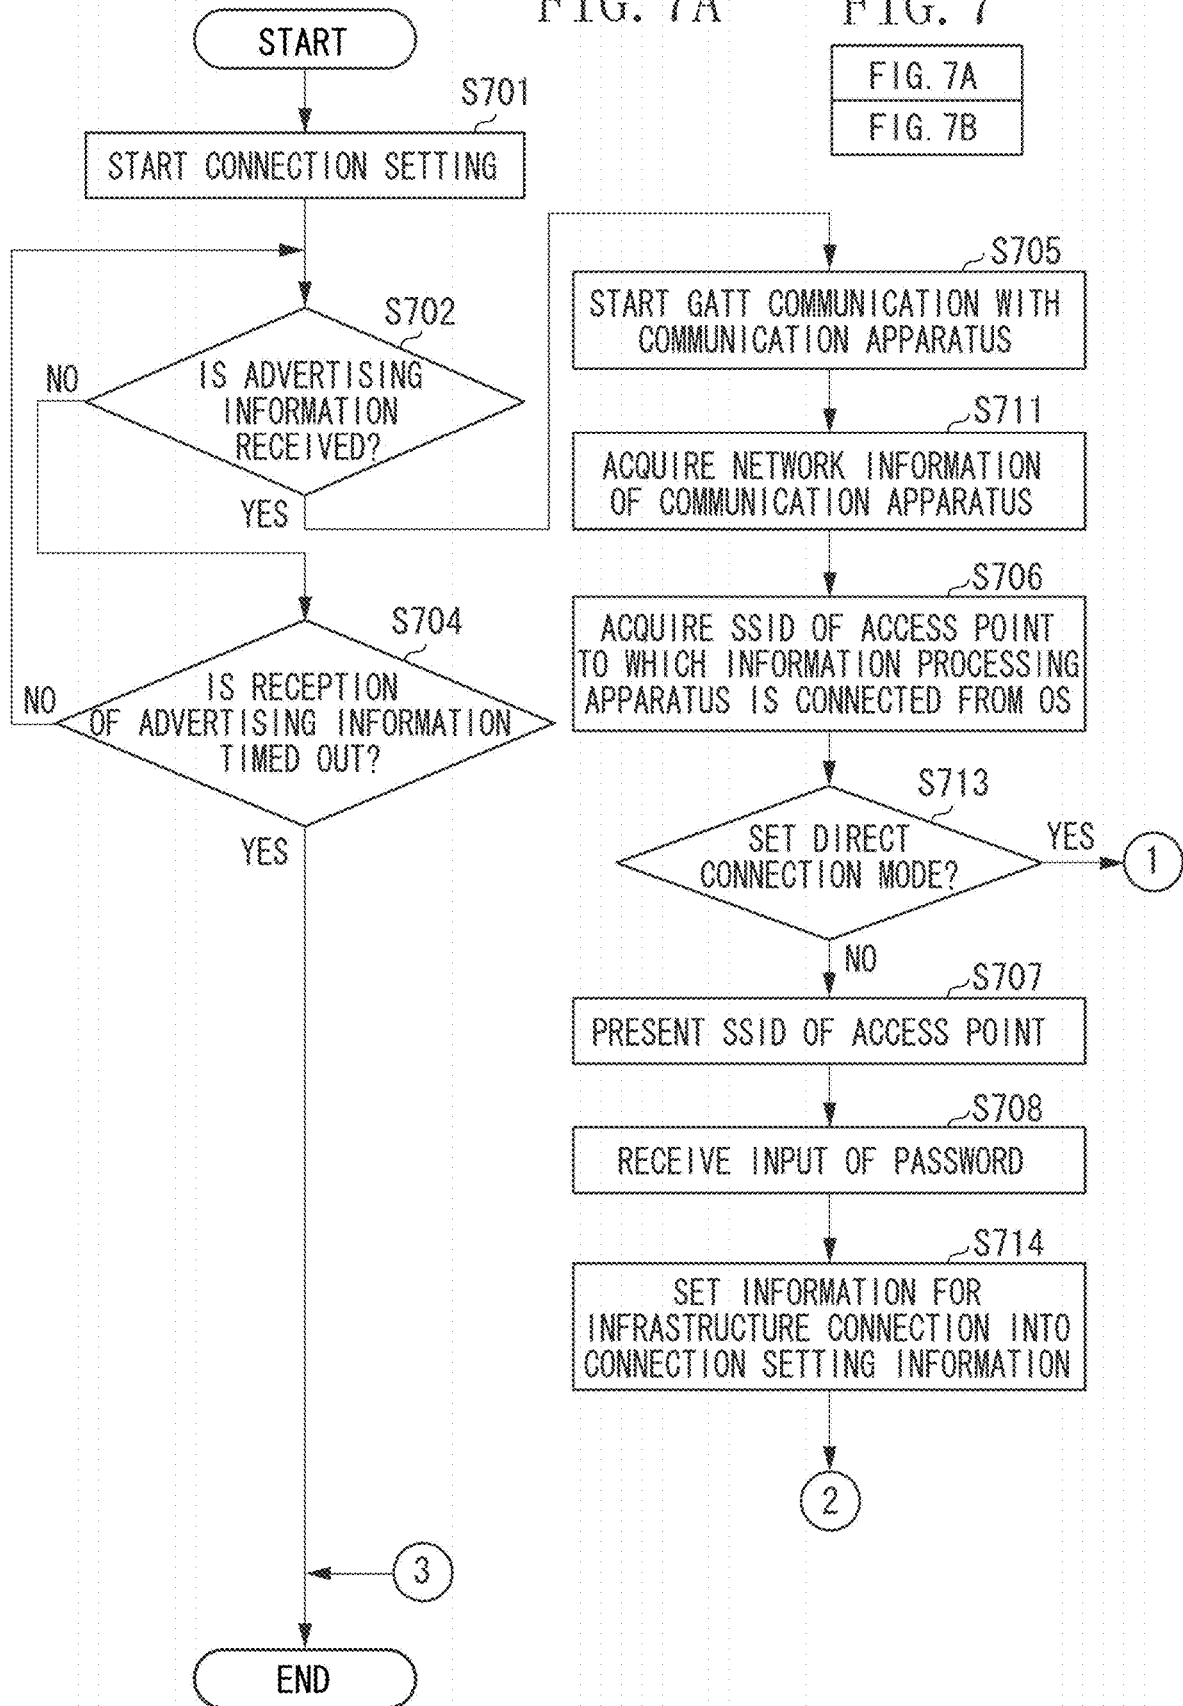 FIG. 7A
FIG. 7
FIG. 7A
FIG. 7B
START
S701
START CONNECTION SETTING
S702
IS ADVERTISING
INFORMATION
RECEIVED?
NO
YES
S704
IS RECEPTION
OF ADVERTISING INFORMATION
TIMED OUT?
NO
YES
S705
START GATT COMMUNICATION WITH
COMMUNICATION APPARATUS
S711
ACQUIRE NETWORK INFORMATION
OF COMMUNICATION APPARATUS
S706
ACQUIRE SSID OF ACCESS POINT
TO WHICH INFORMATION PROCESSING
APPARATUS IS CONNECTED FROM OS
S713
SET DIRECT
CONNECTION MODE?
YES
1
NO
S707
PRESENT SSID OF ACCESS POINT
S708
RECEIVE INPUT OF PASSWORD
S714
SET INFORMATION FOR
INFRASTRUCTURE CONNECTION INTO
CONNECTION SETTING INFORMATION
2
3
END